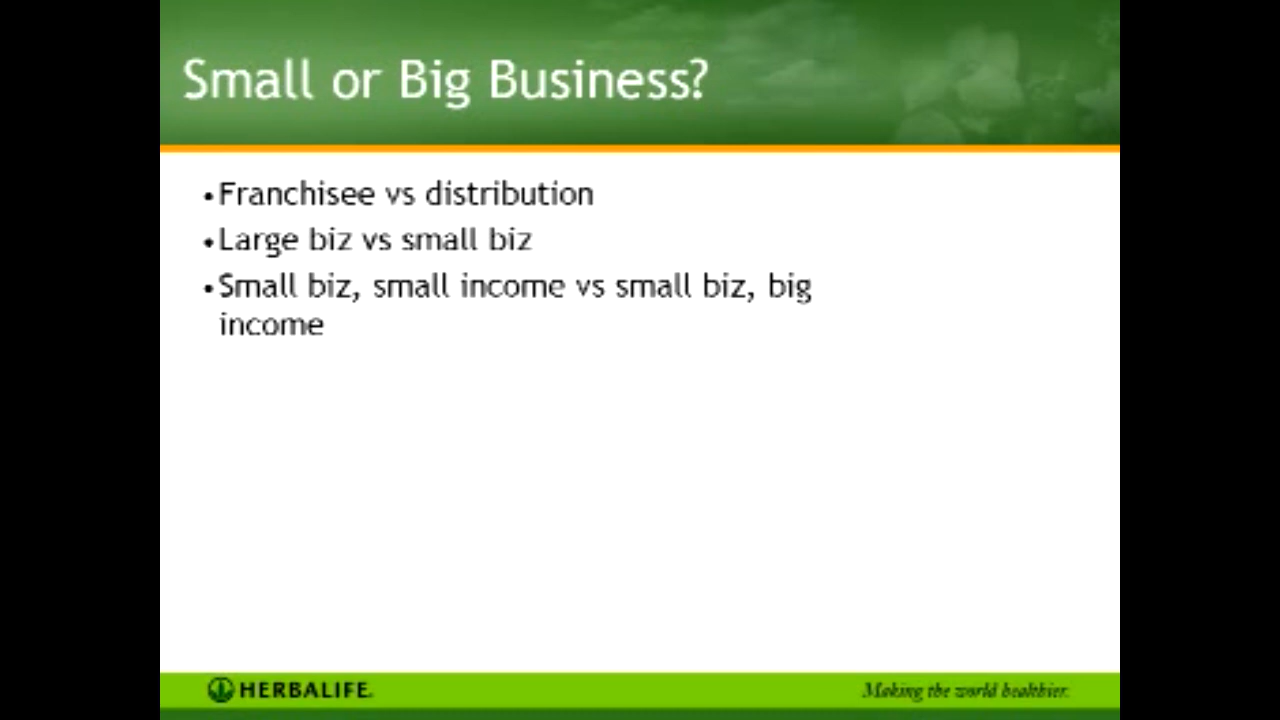 Small or Big Business?
•Franchisee vs distribution
•Large biz vs small biz
•Small biz, small income vs small biz, big
income
HERBALIFE.
Making the world healthier.